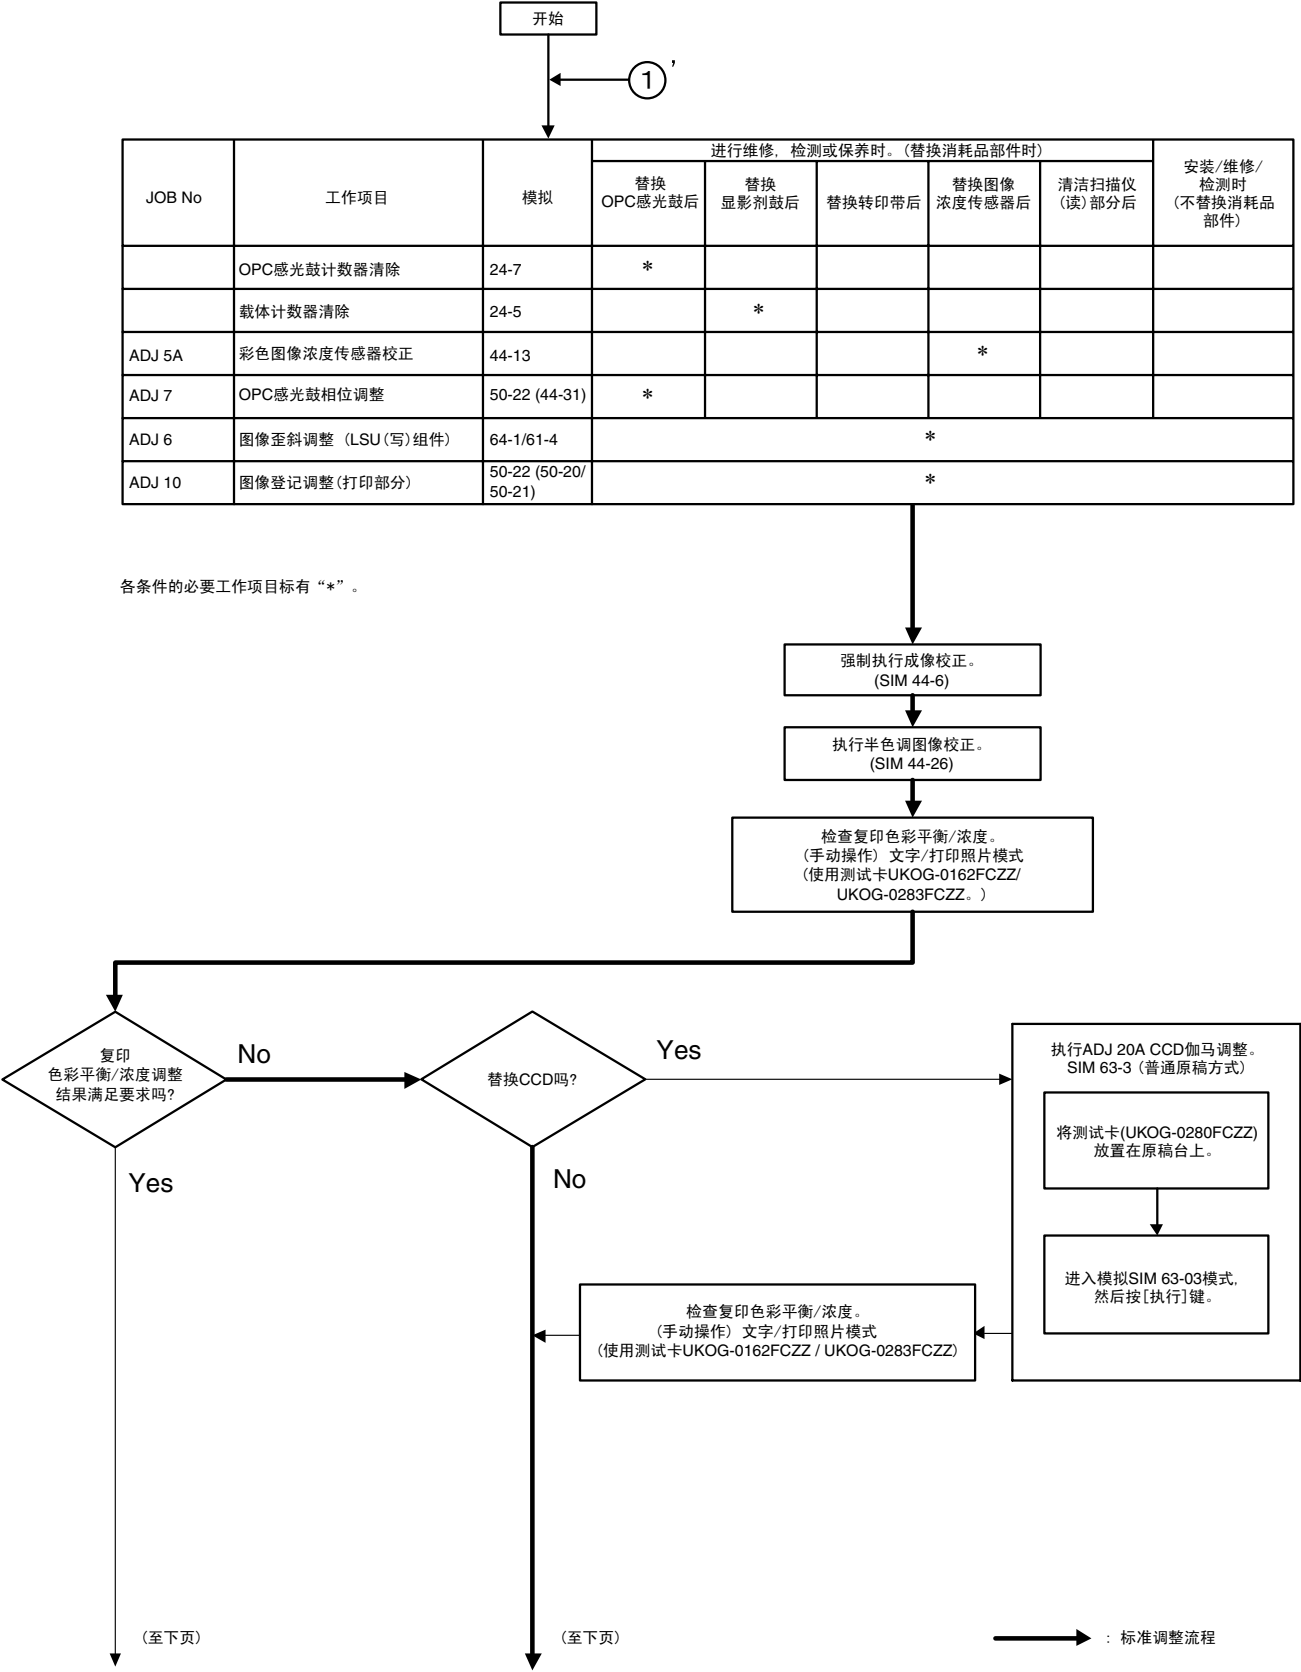 开始
1 ’
进行维修，检测或保养时。(替换消耗品部件时)
JOB No
工作项目
模拟
替换
OPC感光鼓后
替换
显影剂鼓后
替换转印带后
替换图像
浓度传感器后
清洁扫描仪
(读)部分后
安装/维修/
检测时
(不替换消耗品
部件)
OPC感光鼓计数器清除 24-7 *
载体计数器清除 24-5 *
ADJ 5A 彩色图像浓度传感器校正 44-13 *
ADJ 7 OPC感光鼓相位调整 50-22 (44-31) *
ADJ 6 图像歪斜调整 (LSU(写)组件) 64-1/61-4 *
ADJ 10 图像登记调整(打印部分) 50-22 (50-20/
50-21) *
各条件的必要工作项目标有“*”。
强制执行成像校正。
(SIM 44-6)
执行半色调图像校正。
(SIM 44-26)
检查复印色彩平衡/浓度。
(手动操作) 文字/打印照片模式
(使用测试卡UKOG-0162FCZZ/
UKOG-0283FCZZ。)
复印
色彩平衡/浓度调整
结果满足要求吗?
No
替换CCD吗?
Yes
执行ADJ 20A CCD伽马调整。
SIM 63-3 (普通原稿方式)
将测试卡(UKOG-0280FCZZ)
放置在原稿台上。
Yes
No
进入模拟SIM 63-03模式,
然后按[执行]键。
检查复印色彩平衡/浓度。
(手动操作) 文字/打印照片模式
(使用测试卡UKOG-0162FCZZ / UKOG-0283FCZZ)
(至下页)
(至下页)
: 标准调整流程